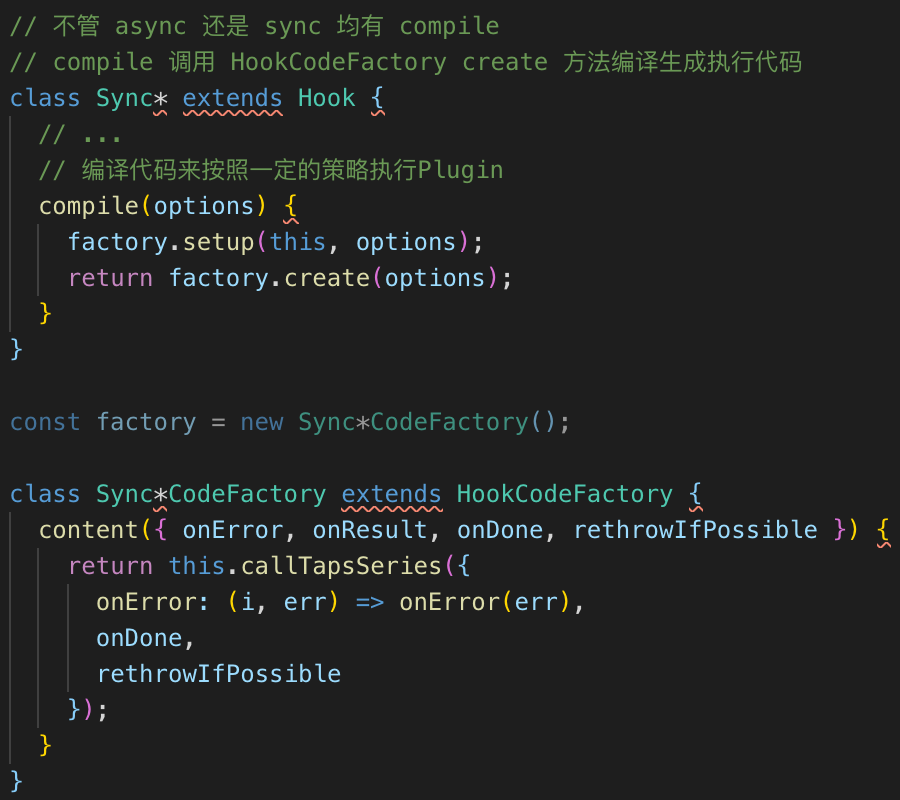 // 不管 async 还是 sync 均有 compile
// compile 调用 HookCodeFactory create 方法编译生成执行代码
class Sync* extends Hook {
  // ...
  // 编译代码来按照一定的策略执行Plugin
  compile(options) {
    factory.setup(this, options);
    return factory.create(options);
  }
}

const factory = new Sync*CodeFactory();

class Sync*CodeFactory extends HookCodeFactory {
  content({ onError, onResult, onDone, rethrowIfPossible }) {
    return this.callTapsSeries({
      onError: (i, err) => onError(err),
      onDone,
      rethrowIfPossible
    });
  }
}